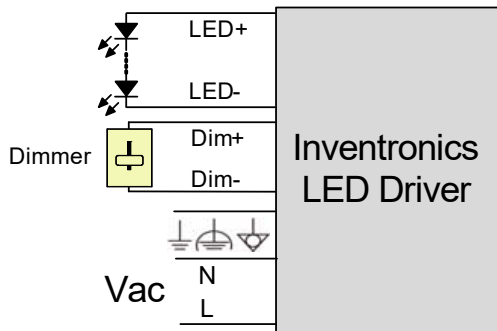 LED+
LED-
Dimmer
Dim+
Dim-
Inventronics
LED Driver
Vac
N
L